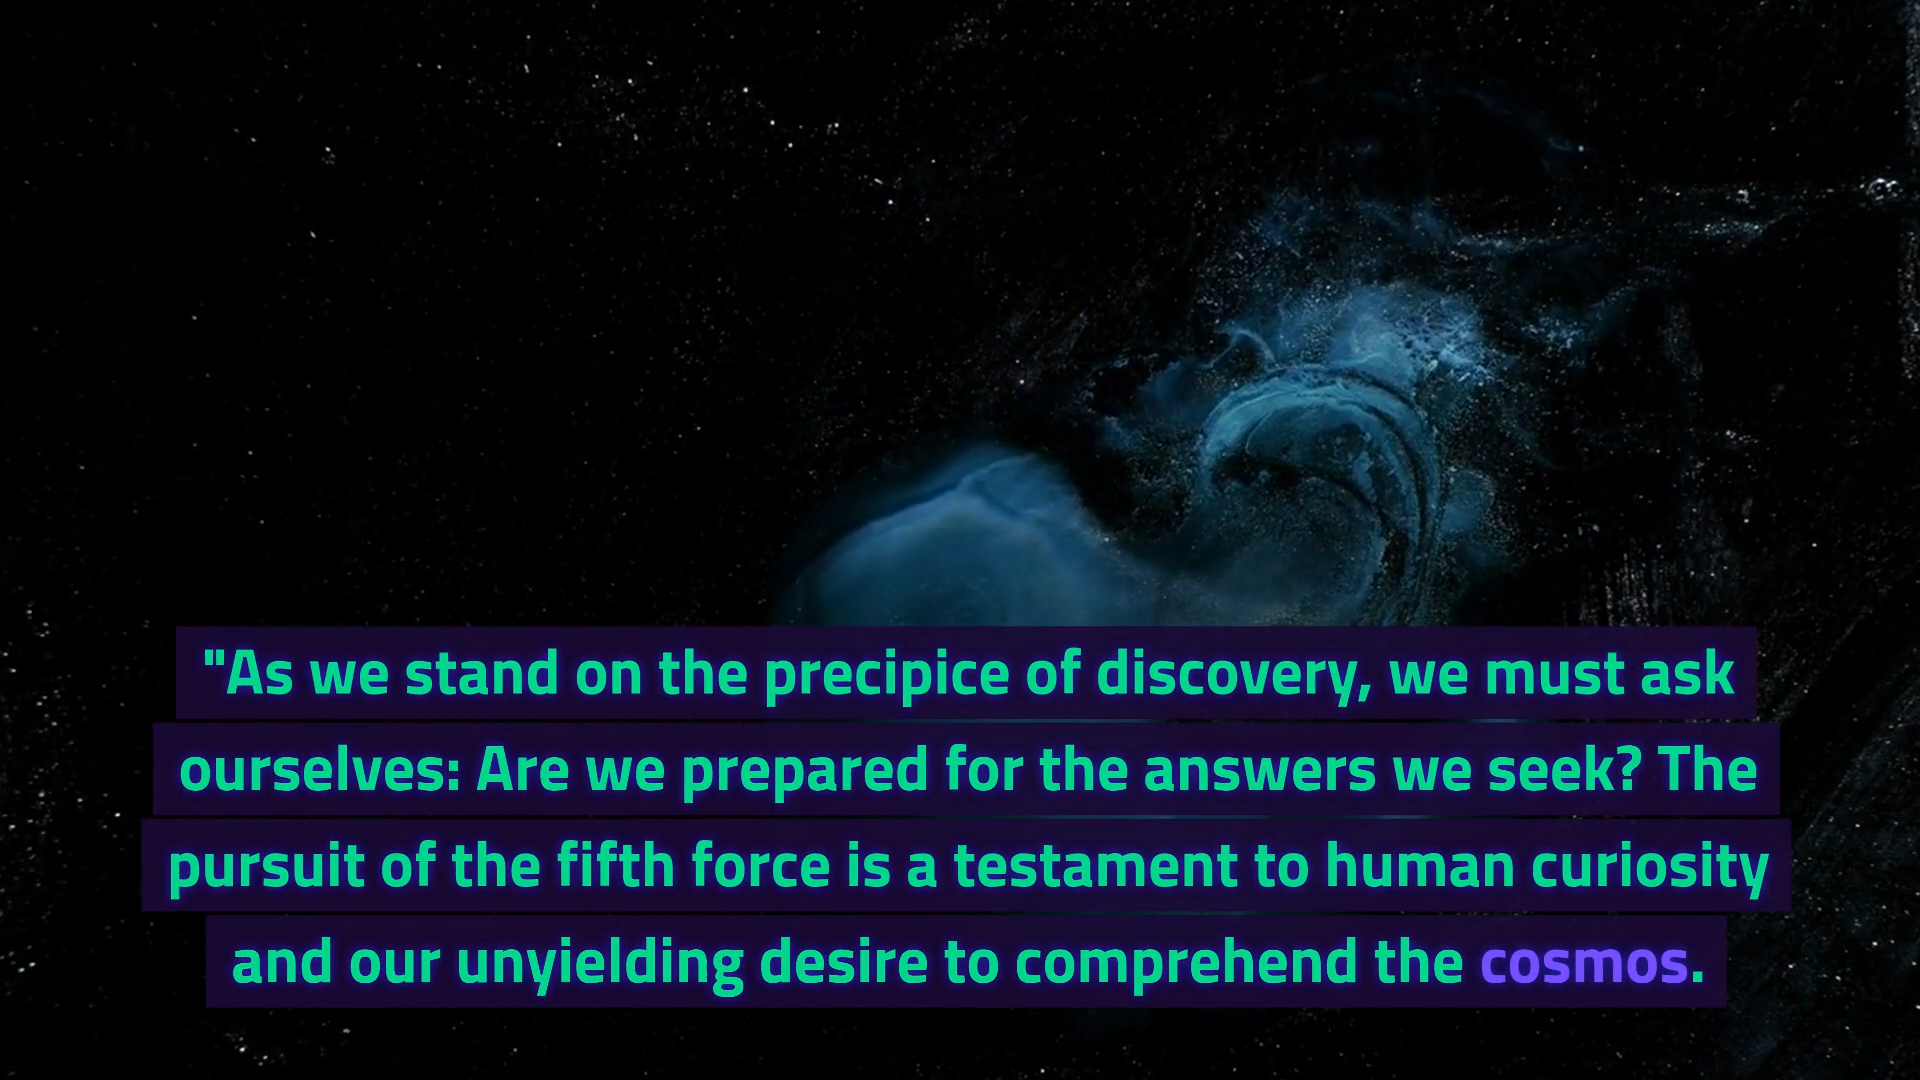 "As we stand on the precipice of discovery, we must ask
ourselves: Are we prepared for the answers we seek? The
pursuit of the fifth force is a testament to human curiosity
and our unyielding desire to comprehend the cosmos.